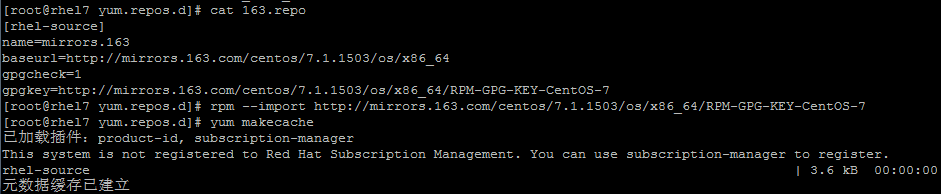 [root@rhel7 yum.repos.d]# cat 163.repo
[rhel-source]
name=mirrors.163
baseurl=http://mirrors.163.com/centos/7.1.1503/os/x86_64
gpgcheck=1
gpgkey=http://mirrors.163.com/centos/7.1.1503/os/x86_64/RPM-GPG-KEY-CentOS-7
[root@rhel7 yum.repos.d]# rpm --import http://mirrors.163.com/centos/7.1.1503/os/x86_64/RPM-GPG-KEY-CentOS-7
[root@rhel7 yum.repos.d]# yum makecache
已加载插件：product-id, subscription-manager
This system is not registered to Red Hat Subscription Management. You can use subscription-manager to register.
rhel-source | 3.6 kB 00:00:00
元数据缓存已建立